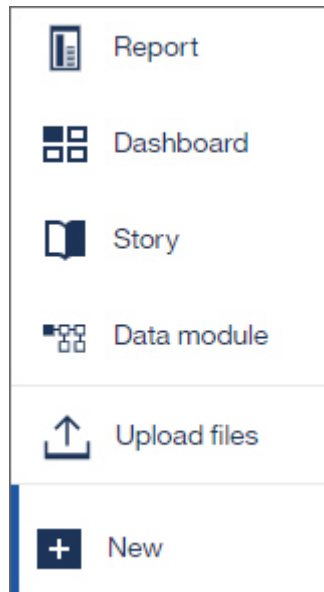 Report
Dashboard
Story
Data module
Upload files
New